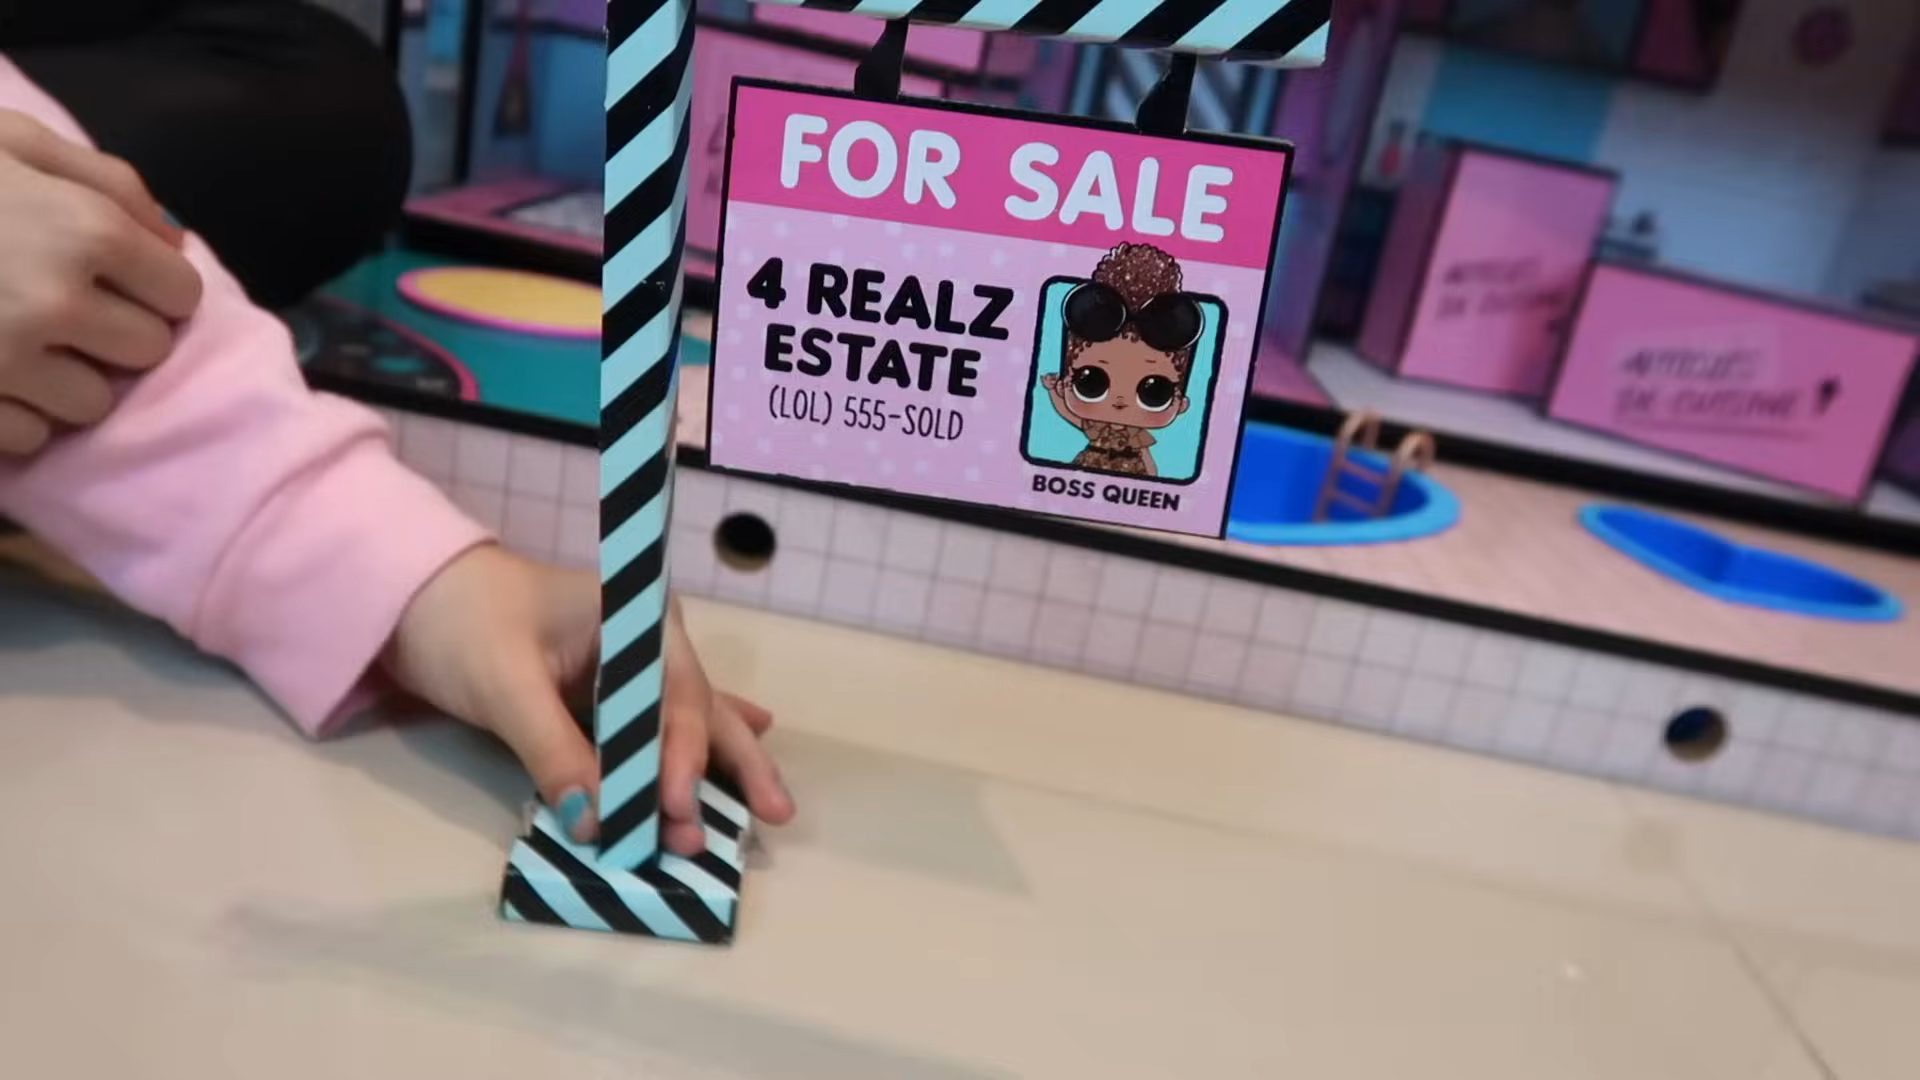 FOR SALE
4 REALZ
ESTATE
(LOL) 555-SOLD
BOSS QUEEN